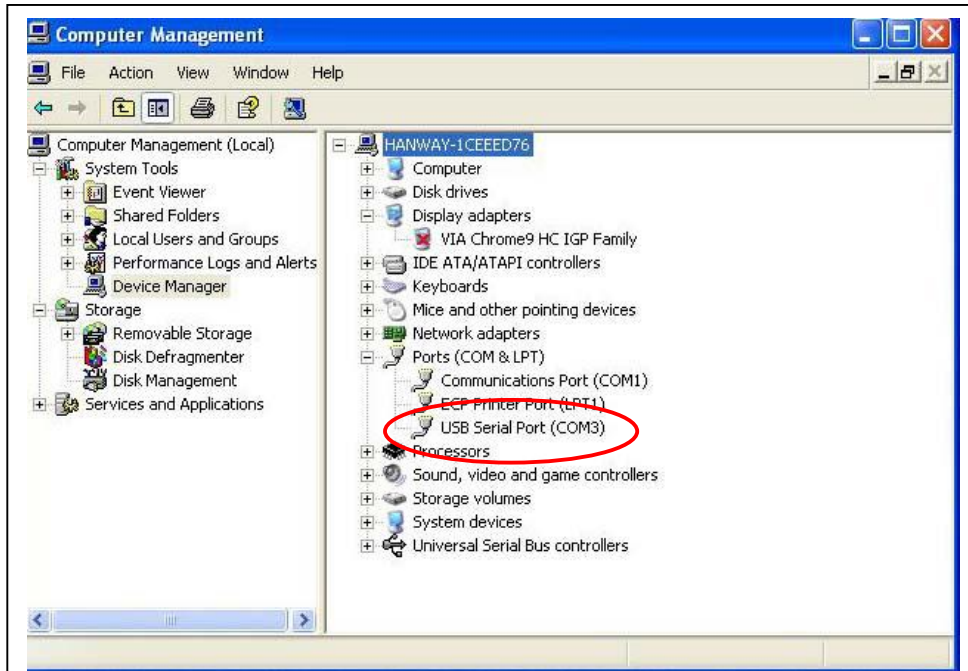 Computer Management
File Action View Window Help
Computer Management (Local)
System Tools
Event Viewer
Shared Folders
Local Users and Groups
Performance Logs and Alerts
Device Manager
Storage
Removable Storage
Disk Defragmenter
Disk Management
Services and Applications
HANWAY-1CEEED76
Computer
Disk drives
Display adapters
VIA Chrome9 HC IGP Family
IDE ATA/ATAPI controllers
Keyboards
Mice and other pointing devices
Network adapters
Ports (COM & LPT)
Communications Port (COM1)
ECP Printer Port (LPT1)
USB Serial Port (COM3)
Processors
Sound, video and game controllers
Storage volumes
System devices
Universal Serial Bus controllers